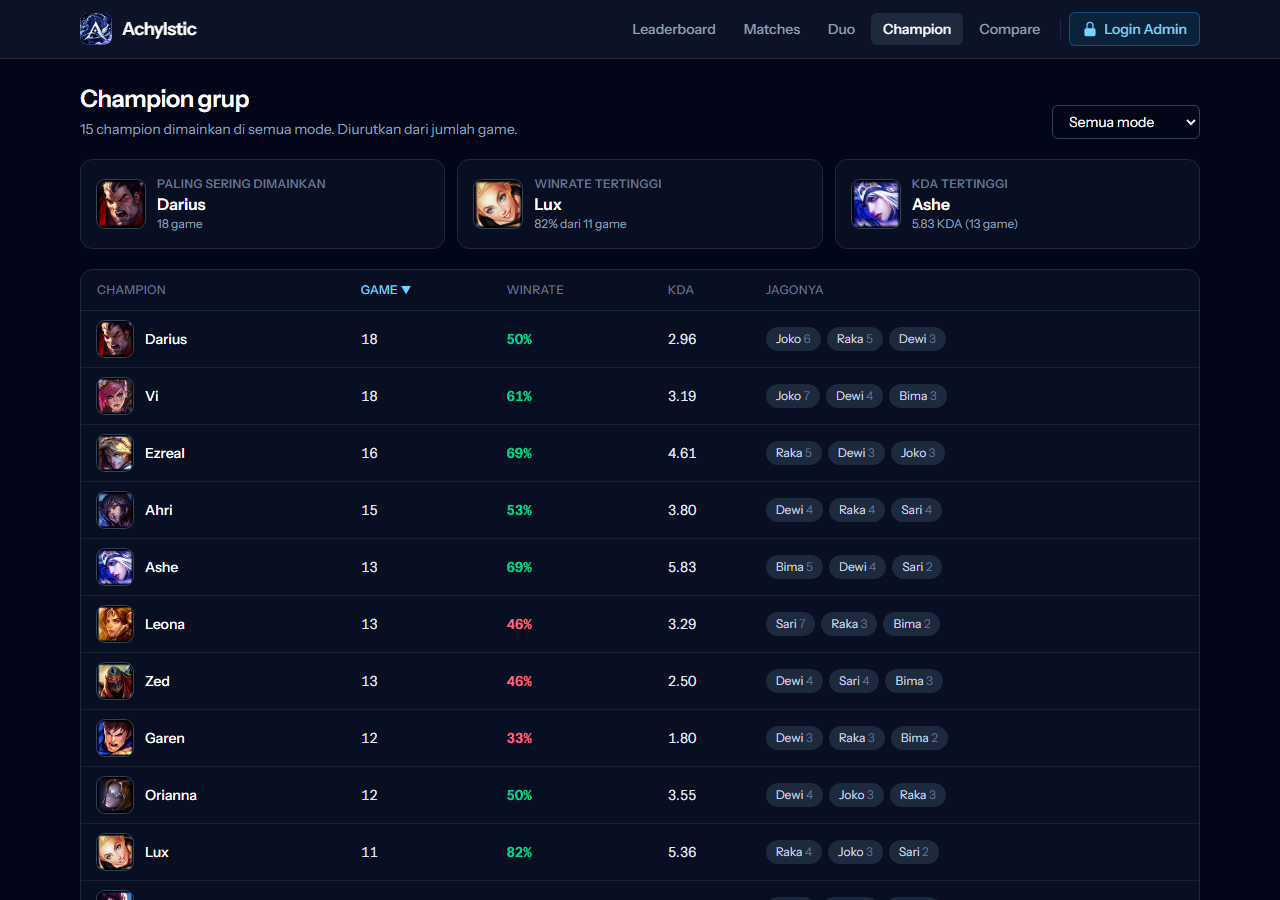 Achylstic
Leaderboard Matches Duo Champion Compare Login Admin
Champion grup
15 champion dimainkan di semua mode. Diurutkan dari jumlah game.
Semua mode
PALING SERING DIMAINKAN
Darius
18 game
WINRATE TERTINGGI
Lux
82% dari 11 game
KDA TERTINGGI
Ashe
5.83 KDA (13 game)
CHAMPION GAME ▼ WINRATE KDA JAGONYA
Darius 18 50% 2.96 Joko 6 Raka 5 Dewi 3
Vi 18 61% 3.19 Joko 7 Dewi 4 Bima 3
Ezreal 16 69% 4.61 Raka 5 Dewi 3 Joko 3
Ahri 15 53% 3.80 Dewi 4 Raka 4 Sari 4
Ashe 13 69% 5.83 Bima 5 Dewi 4 Sari 2
Leona 13 46% 3.29 Sari 7 Raka 3 Bima 2
Zed 13 46% 2.50 Dewi 4 Sari 4 Bima 3
Garen 12 33% 1.80 Dewi 3 Raka 3 Bima 2
Orianna 12 50% 3.55 Dewi 4 Joko 3 Raka 3
Lux 11 82% 5.36 Raka 4 Joko 3 Sari 2